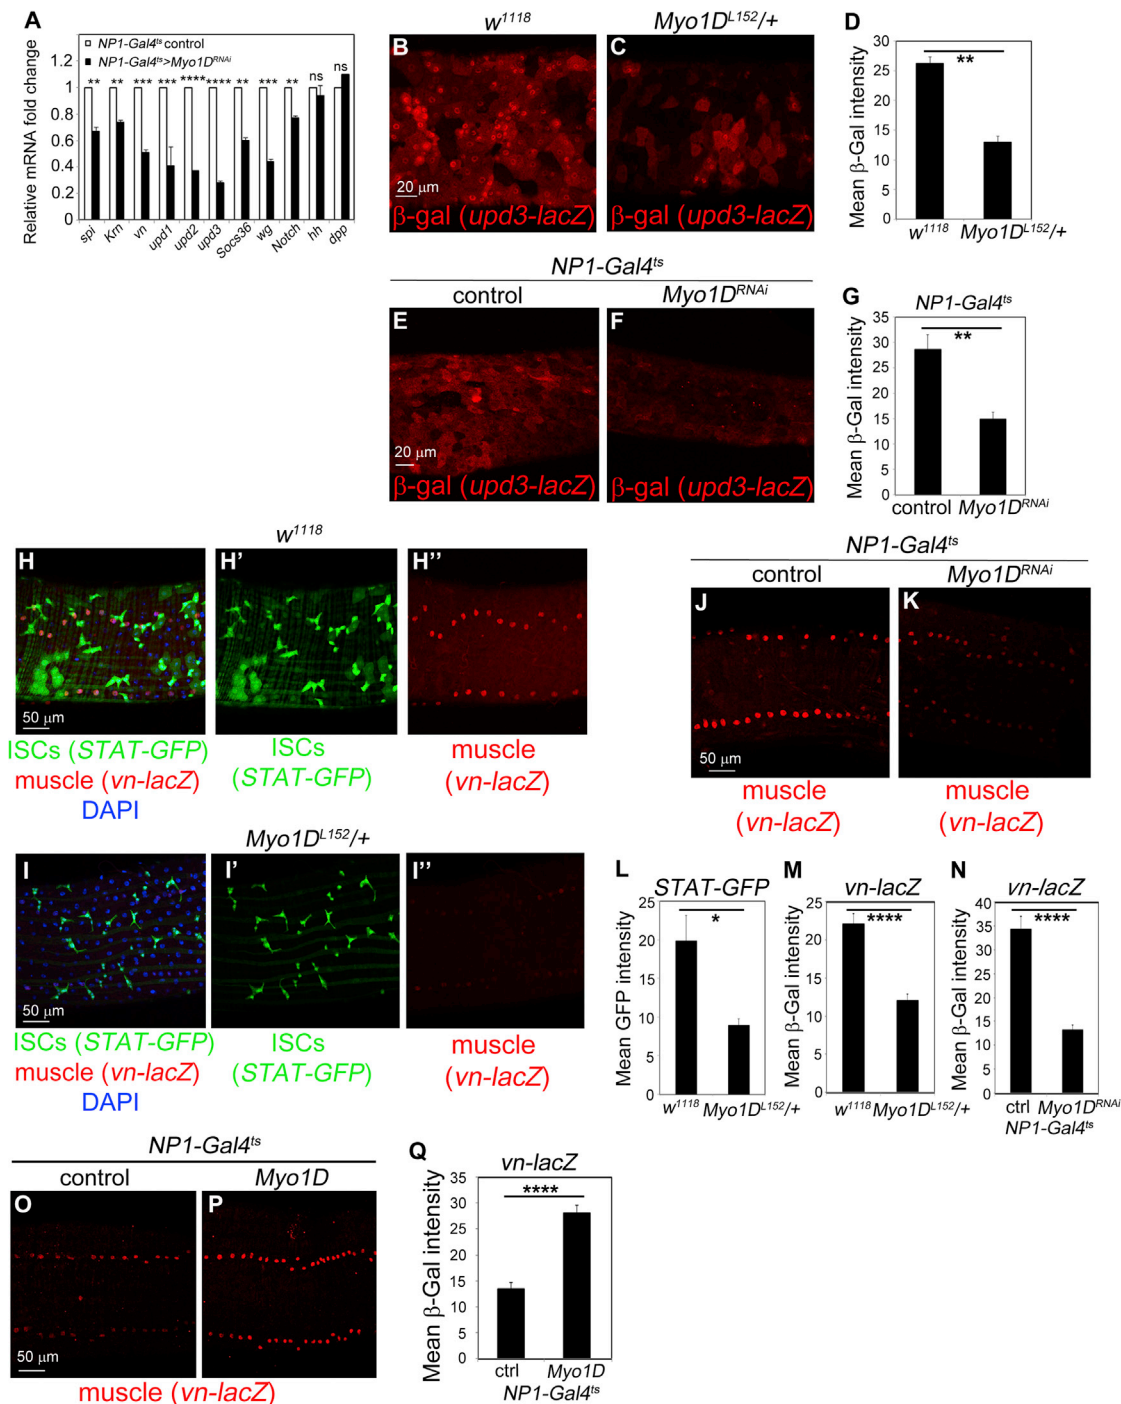 A
NP1-Gal4ts control
NP1-Gal4ts>Myo1DRNAi
Relative mRNA fold change
1.2
1
0.8
0.6
0.4
0.2
0
** ** *** *** **** **** ** *** ** ns ns
spi Krn vn upd1 upd2 upd3 Socs36 wg Notch hh dpp
w1118
Myo1DL152/+
B
C
20 µm
β-gal (upd3-lacZ)
β-gal (upd3-lacZ)
D
Mean β-Gal intensity
30
25
20
15
10
5
0
**
w1118 Myo1DL152/+
NP1-Gal4ts
control
Myo1DRNAi
E
F
20 µm
β-gal (upd3-lacZ)
β-gal (upd3-lacZ)
G
NP1-Gal4ts
Mean β-Gal intensity
35
30
25
20
15
10
5
0
**
control Myo1DRNAi
w1118
H
H'
H''
50 µm
ISCs (STAT-GFP)
muscle (vn-lacZ)
DAPI
ISCs
(STAT-GFP)
muscle
(vn-lacZ)
NP1-Gal4ts
control
Myo1DRNAi
J
K
50 µm
muscle
(vn-lacZ)
muscle
(vn-lacZ)
Myo1DL152/+
I
I'
I''
50 µm
ISCs (STAT-GFP)
muscle (vn-lacZ)
DAPI
ISCs
(STAT-GFP)
muscle
(vn-lacZ)
L
STAT-GFP
Mean GFP intensity
25
20
15
10
5
0
*
w1118 Myo1DL152/+
M
vn-lacZ
Mean β-Gal intensity
25
20
15
10
5
0
****
w1118 Myo1DL152/+
N
vn-lacZ
Mean β-Gal intensity
40
35
30
25
20
15
10
5
0
****
ctrl Myo1DRNAi
NP1-Gal4ts
NP1-Gal4ts
control
Myo1D
O
P
50 µm
muscle (vn-lacZ)
Q
vn-lacZ
Mean β-Gal intensity
35
30
25
20
15
10
5
0
****
ctrl Myo1D
NP1-Gal4ts